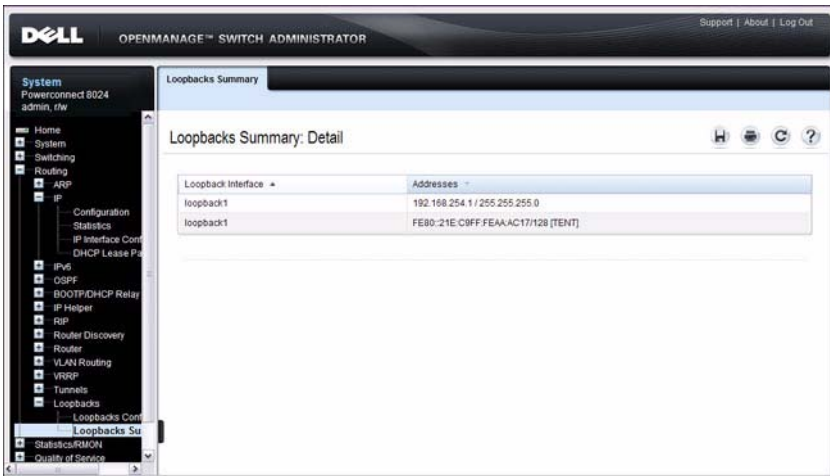 Support | About | Log Out
DELL OPENMANAGE™ SWITCH ADMINISTRATOR
System
Powerconnect 8024
admin, r/w
Home
System
Switching
Routing
ARP
IP
Configuration
Statistics
IP Interface Conf
DHCP Lease Pa
IPv6
OSPF
BOOTP/DHCP Relay
IP Helper
RIP
Router Discovery
Router
VLAN Routing
VRRP
Tunnels
Loopbacks
Loopbacks Conf
Loopbacks Su
Statistics/RMON
Quality of Service
Loopbacks Summary
Loopbacks Summary: Detail
Loopback Interface Addresses
loopback1 192.168.254.1 / 255.255.255.0
loopback1 FE80::21E:C9FF:FEAA:AC17/128 [TENT]